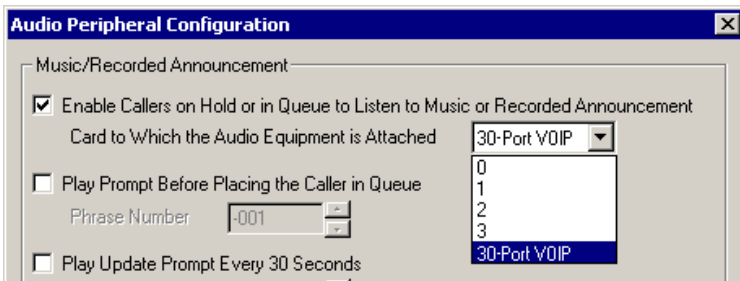 Audio Peripheral Configuration
Music/Recorded Announcement
Enable Callers on Hold or in Queue to Listen to Music or Recorded Announcement
Card to Which the Audio Equipment is Attached 30-Port VOIP
0
1
Play Prompt Before Placing the Caller in Queue
2
Phrase Number -001
3
30-Port VOIP
Play Update Prompt Every 30 Seconds